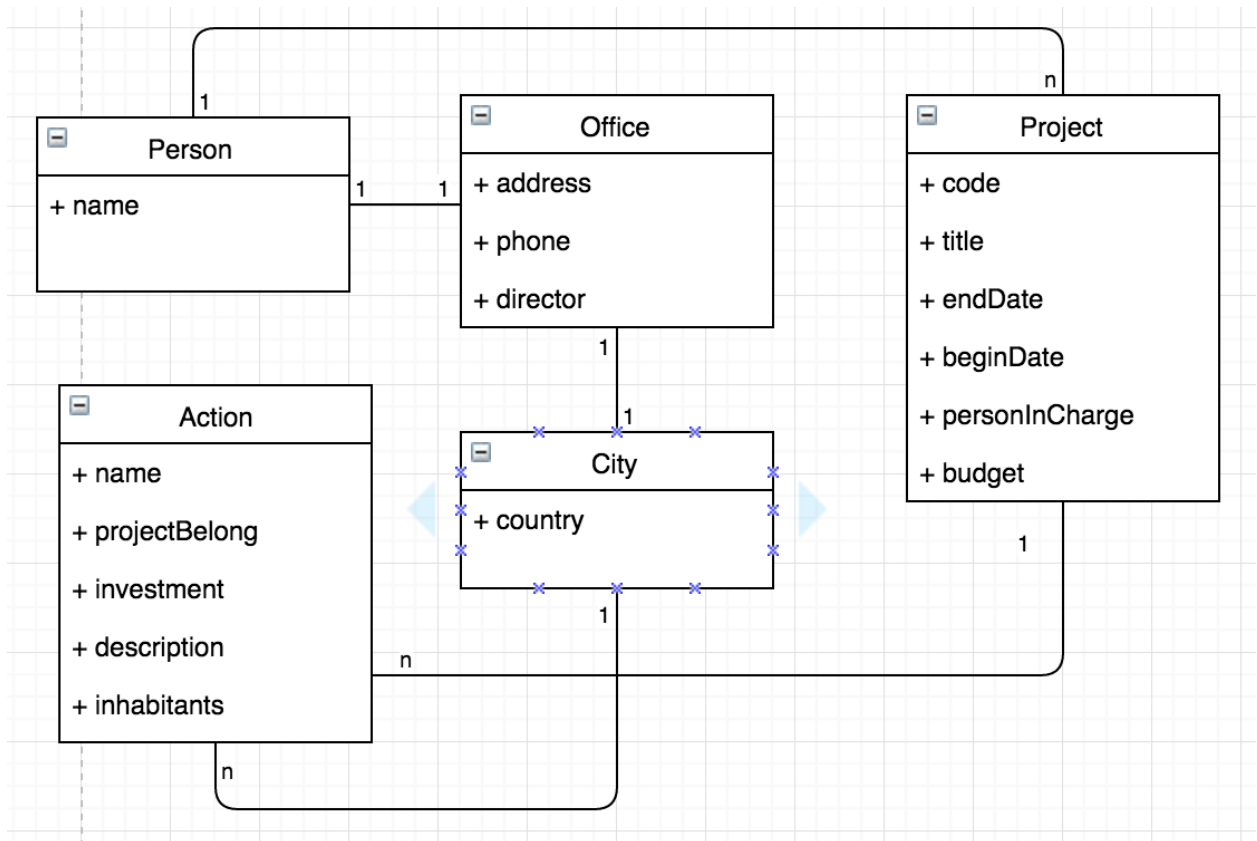 n
1
Person
+ name
1
1
Office
+ address
+ phone
+ director
1
Project
+ code
+ title
+ endDate
+ beginDate
+ personInCharge
+ budget
1
Action
+ name
+ projectBelong
+ investment
+ description
+ inhabitants
n
n
1
City
+ country
1